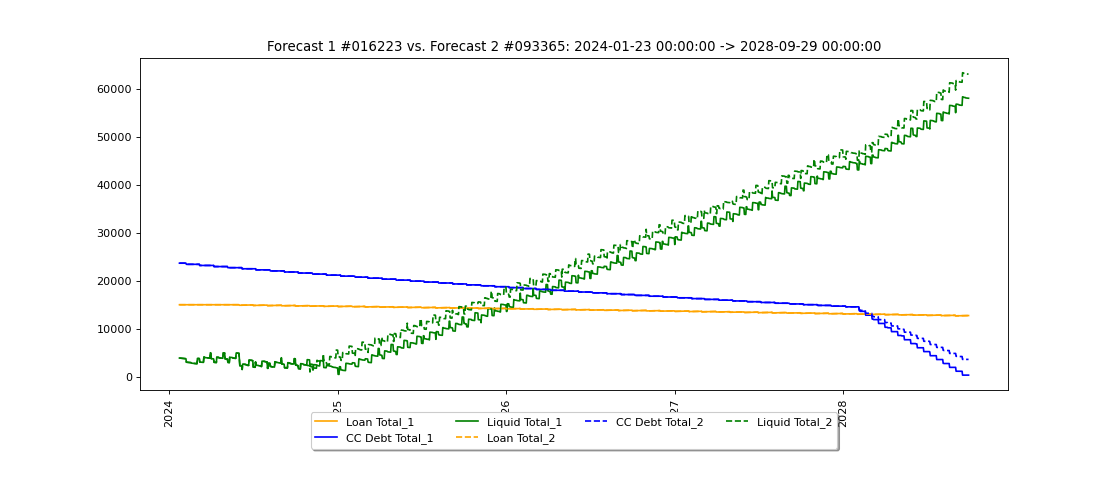 Forecast 1 #016223 vs. Forecast 2 #093365: 2024-01-23 00:00:00 -> 2028-09-29 00:00:00
60000
50000
40000
30000
20000
10000
0
2024
25
26
27
2028
Loan Total_1
Liquid Total_1
CC Debt Total_2
Liquid Total_2
CC Debt Total_1
Loan Total_2